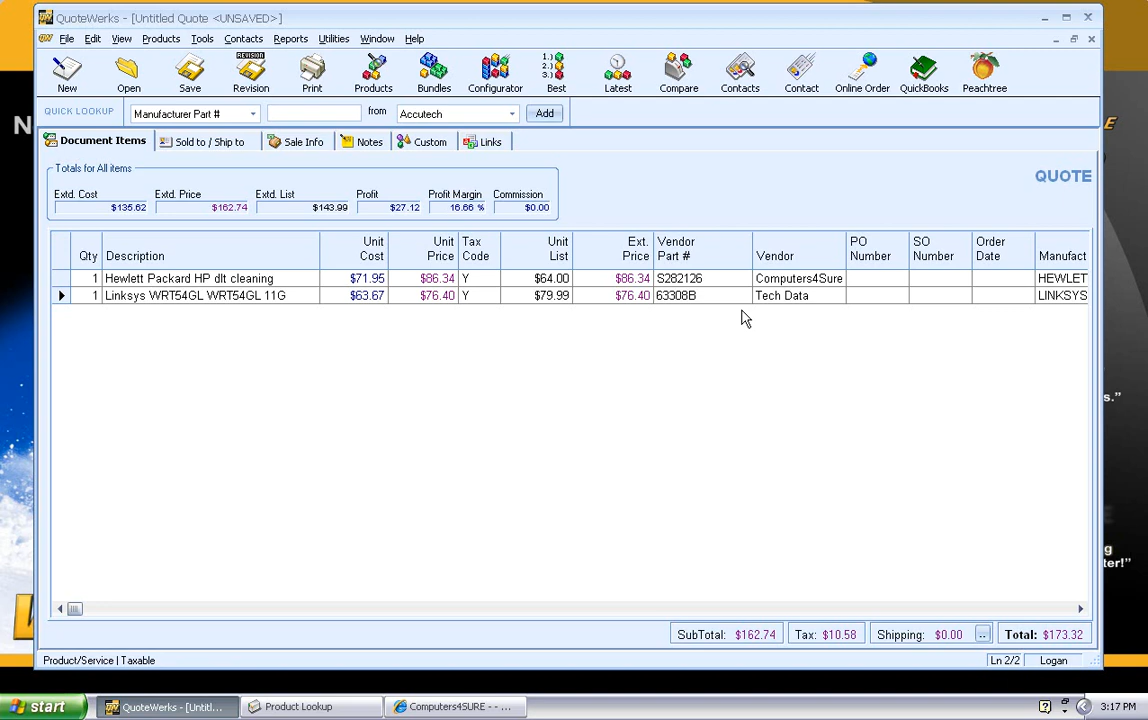 QuoteWerks - [Untitled Quote <UNSAVED>]
File Edit View Products Tools Contacts Reports Utilities Window Help
REVISION
1.) 2.) 3.)
New Open Save Revision Print Products Bundles Configurator Best Latest Compare Contacts Contact Online Order QuickBooks Peachtree
QUICK LOOKUP Manufacturer Part # from Accutech Add
Document Items Sold to / Ship to Sale Info Notes Custom Links
Totals for All items
QUOTE
Extd. Cost Extd. Price Extd. List Profit Profit Margin Commission
$135.62 $162.74 $143.99 $27.12 16.66 % $0.00
Qty Description Unit Cost Unit Price Tax Code Unit List Ext. Price Vendor Part # Vendor PO Number SO Number Order Date Manufact
1 Hewlett Packard HP dlt cleaning $71.95 $86.34 Y $64.00 $86.34 S282126 Computers4Sure HEWLET
1 Linksys WRT54GL WRT54GL 11G $63.67 $76.40 Y $79.99 $76.40 63308B Tech Data LINKSYS
s."
g
ter!"
SubTotal: $162.74 Tax: $10.58 Shipping: $0.00 .. Total: $173.32
Product/Service | Taxable Ln 2/2 Logan
start QuoteWerks - [Untitl... Product Lookup Computers4SURE - - ... 3:17 PM